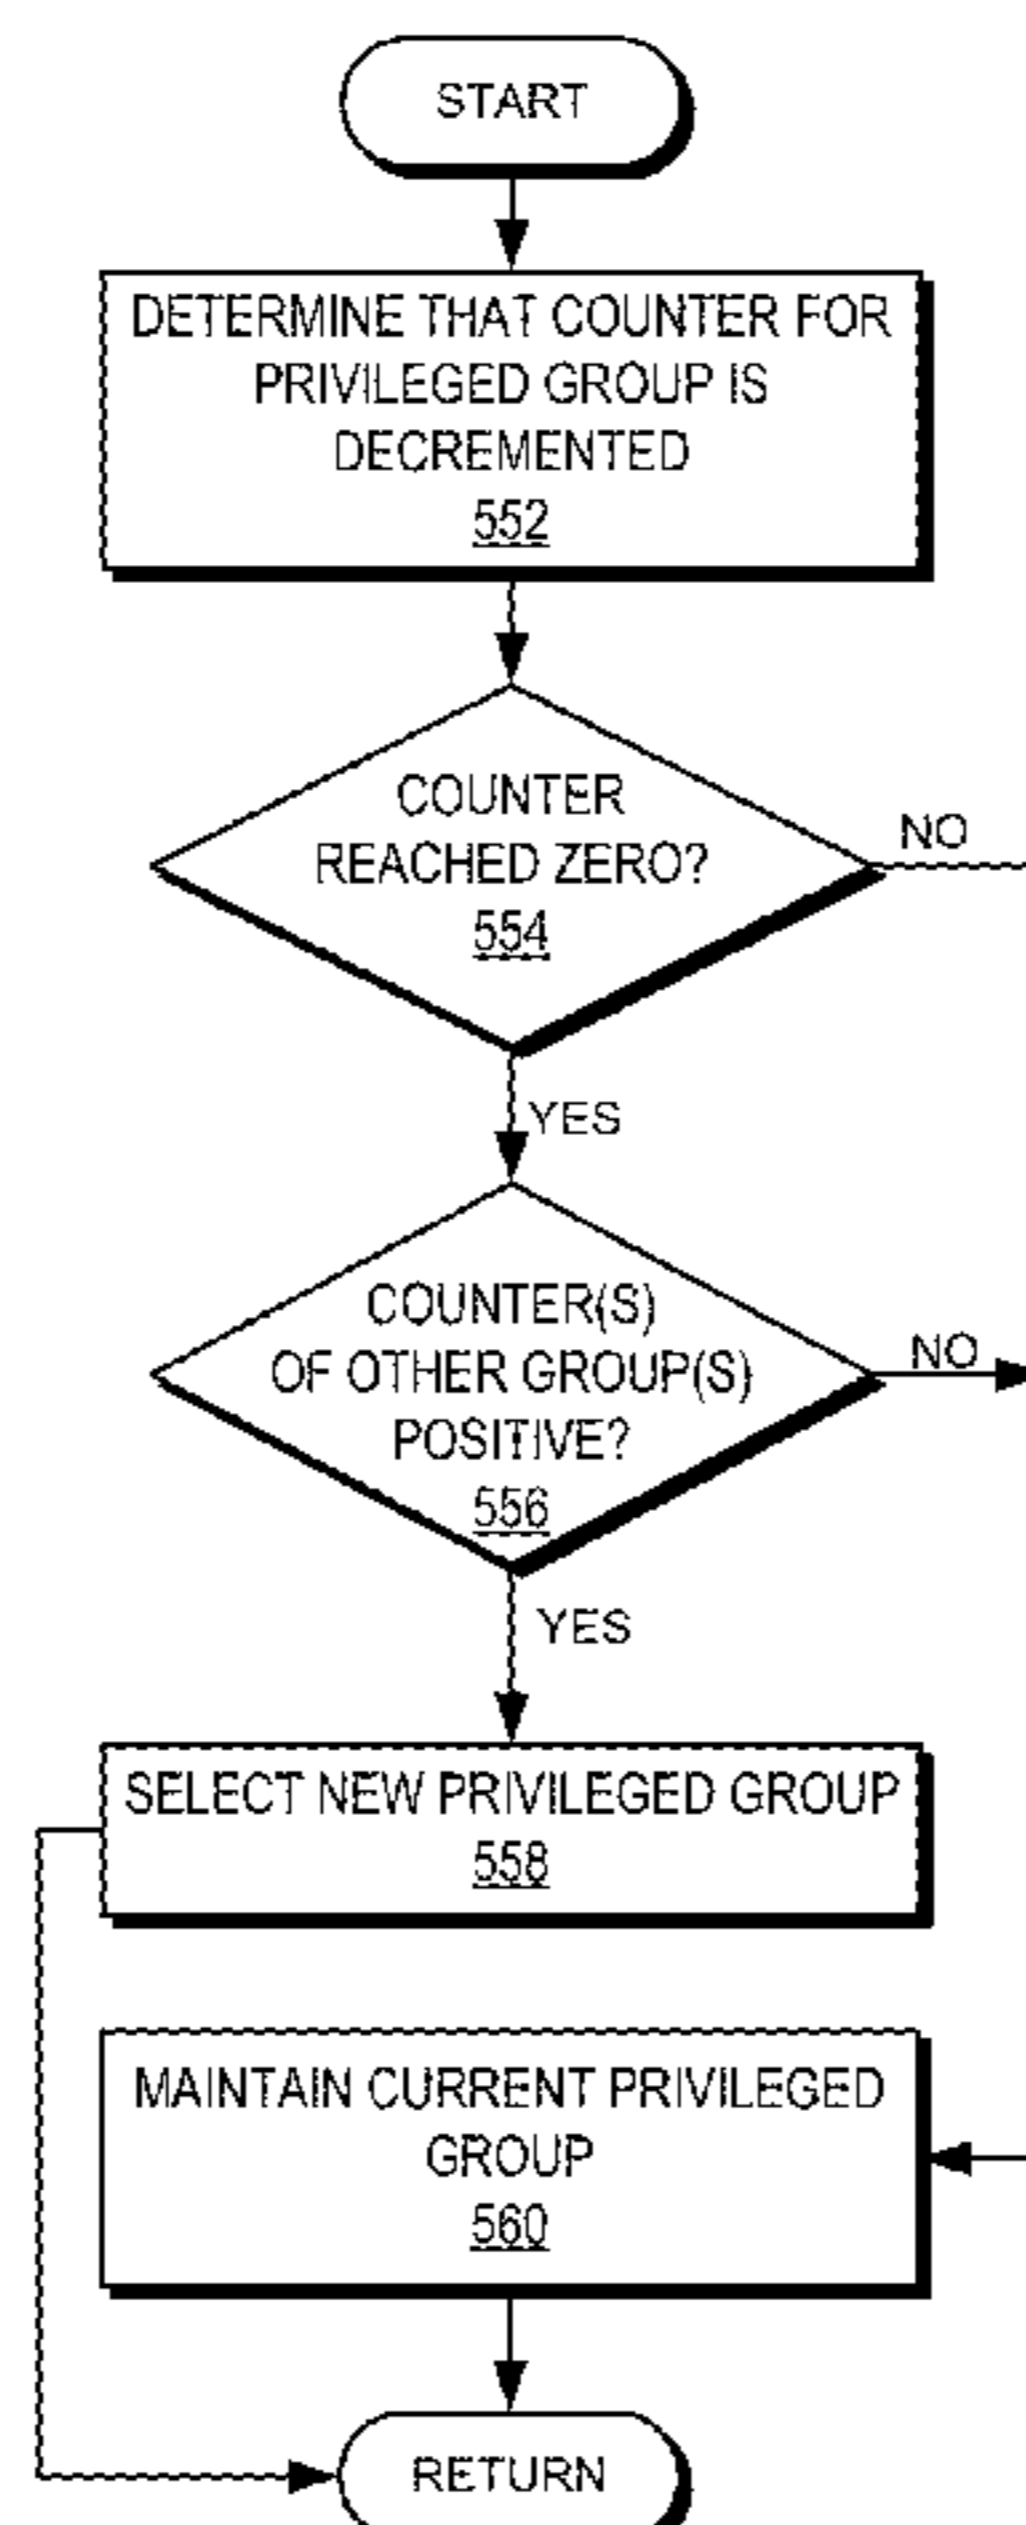 START
DETERMINE THAT COUNTER FOR
PRIVILEGED GROUP IS
DECREMENTED
552
COUNTER
REACHED ZERO?
554
NO
YES
COUNTER(S)
OF OTHER GROUP(S)
POSITIVE?
556
NO
YES
SELECT NEW PRIVILEGED GROUP
558
MAINTAIN CURRENT PRIVILEGED
GROUP
560
RETURN